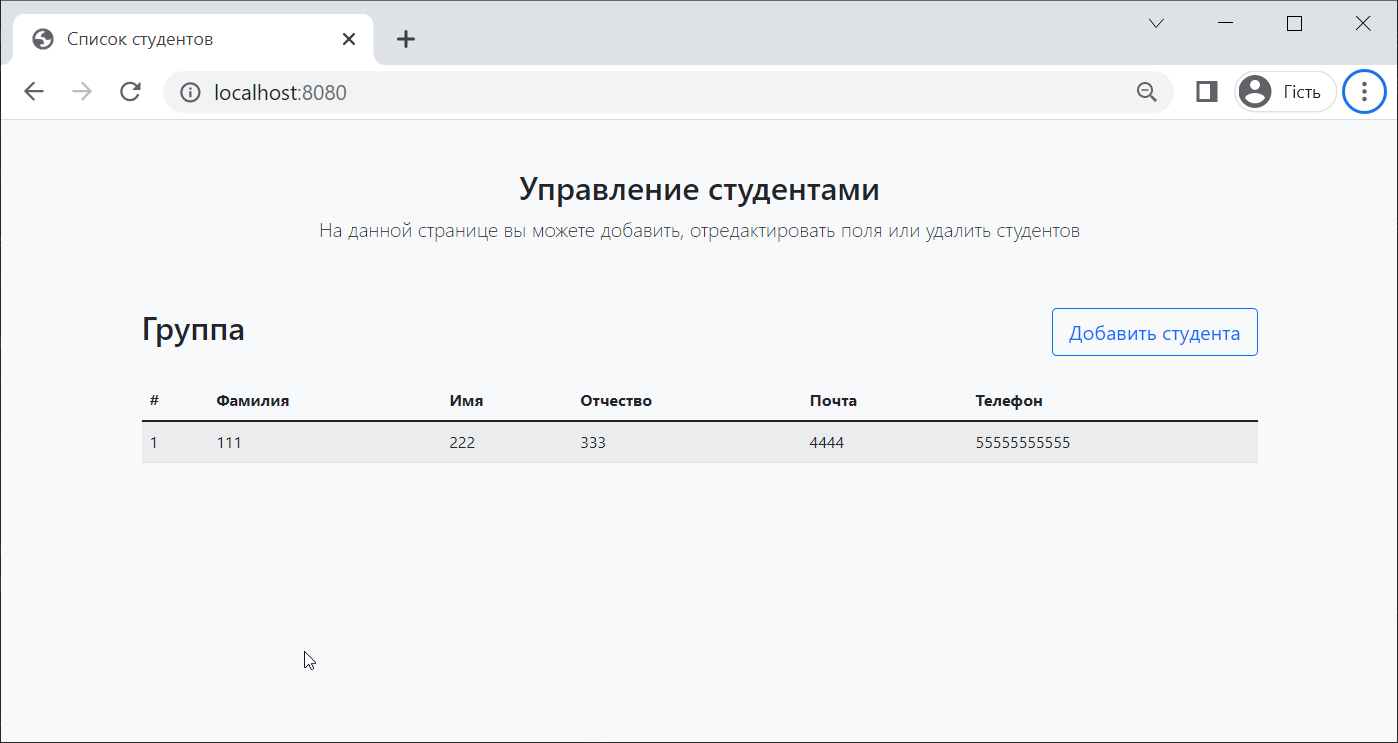 Список студентов
localhost:8080
Гість
Управление студентами
На данной странице вы можете добавить, отредактировать поля или удалить студентов
Группа
Добавить студента
# Фамилия Имя Отчество Почта Телефон
1 111 222 333 4444 55555555555